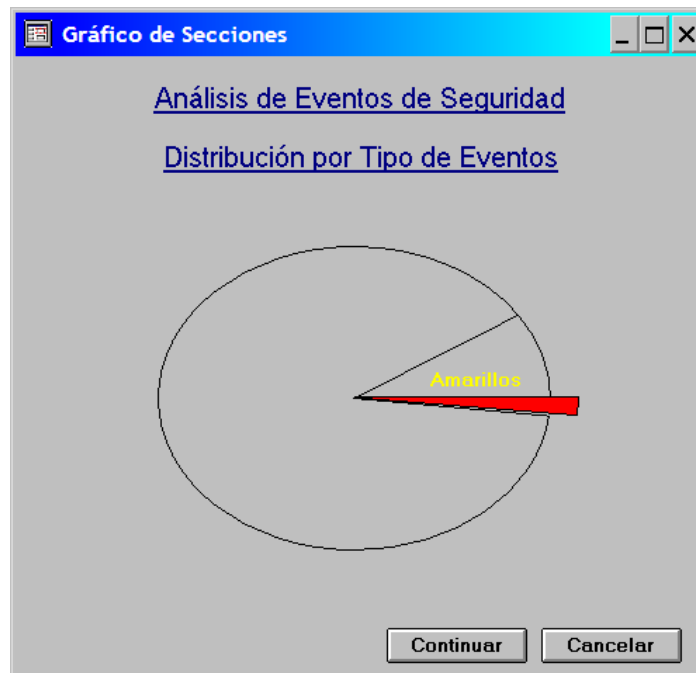 Gráfico de Secciones
Análisis de Eventos de Seguridad
Distribución por Tipo de Eventos
Amarillos
Continuar
Cancelar